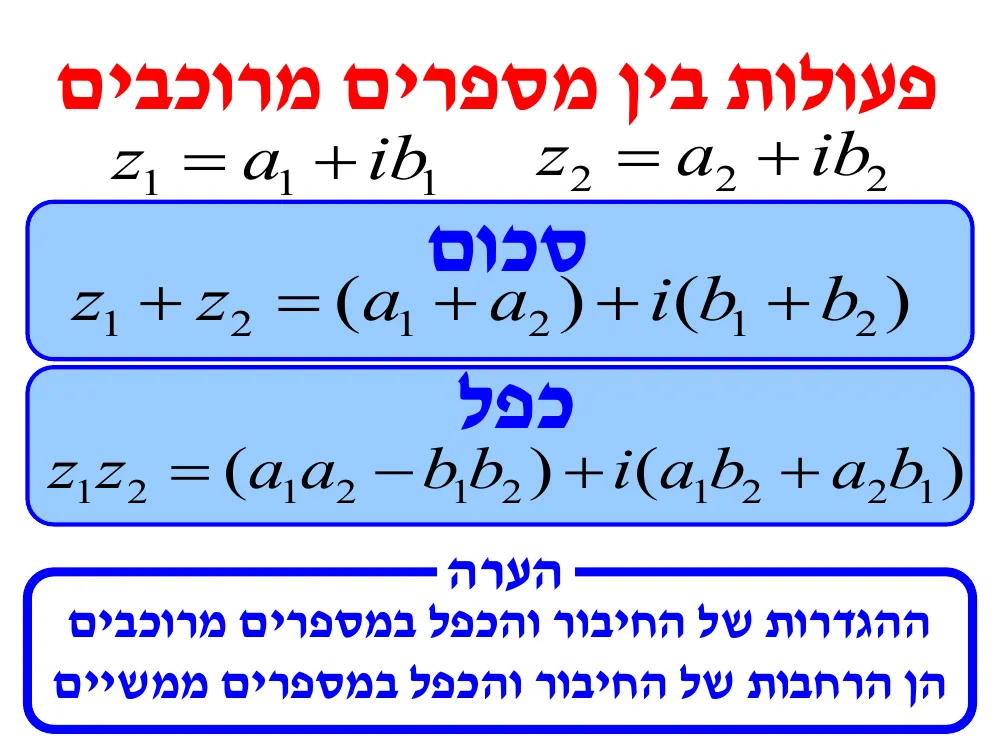 פעולות בין מספרים מרוכבים
z₁ = a₁ + ib₁    z₂ = a₂ + ib₂
סכום
z₁ + z₂ = (a₁ + a₂) + i(b₁ + b₂)
כפל
z₁z₂ = (a₁a₂ − b₁b₂) + i(a₁b₂ + a₂b₁)
הערה
ההגדרות של החיבור והכפל במספרים מרוכבים
הן הרחבות של החיבור והכפל במספרים ממשיים